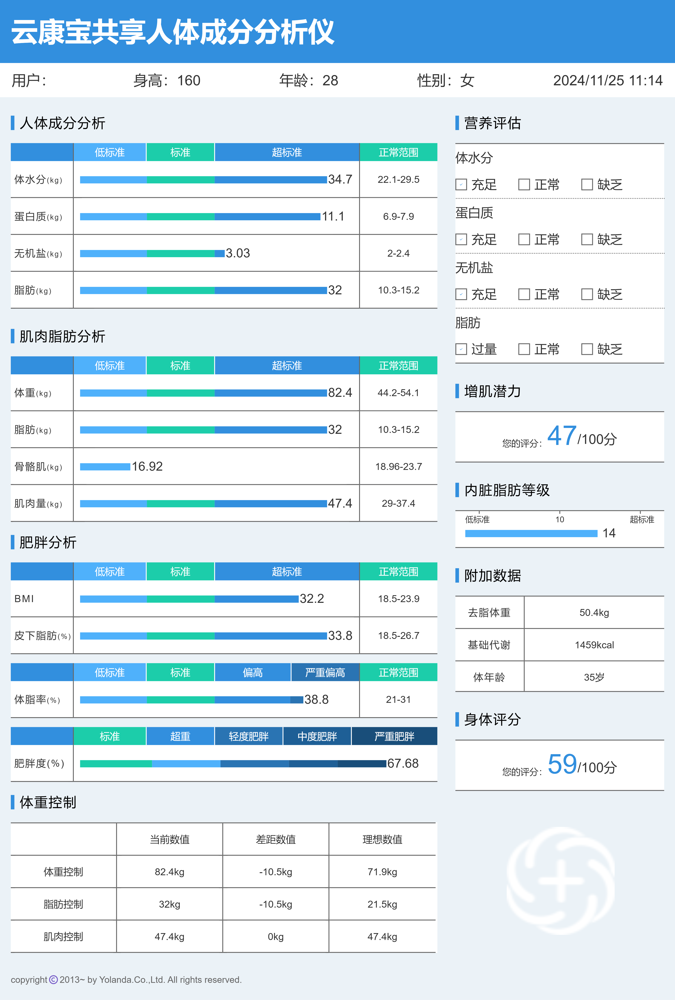 云康宝共享人体成分分析仪
用户： 身高：160 年龄：28 性别：女 2024/11/25 11:14
人体成分分析
低标准 标准 超标准 正常范围
体水分(kg) 34.7 22.1-29.5
蛋白质(kg) 11.1 6.9-7.9
无机盐(kg) 3.03 2-2.4
脂肪(kg) 32 10.3-15.2
肌肉脂肪分析
低标准 标准 超标准 正常范围
体重(kg) 82.4 44.2-54.1
脂肪(kg) 32 10.3-15.2
骨骼肌(kg) 16.92 18.96-23.7
肌肉量(kg) 47.4 29-37.4
肥胖分析
低标准 标准 超标准 正常范围
BMI 32.2 18.5-23.9
皮下脂肪(%) 33.8 18.5-26.7
低标准 标准 偏高 严重偏高 正常范围
体脂率(%) 38.8 21-31
标准 超重 轻度肥胖 中度肥胖 严重肥胖
肥胖度(%) 67.68
体重控制
当前数值 差距数值 理想数值
体重控制 82.4kg -10.5kg 71.9kg
脂肪控制 32kg -10.5kg 21.5kg
肌肉控制 47.4kg 0kg 47.4kg
营养评估
体水分
充足 正常 缺乏
蛋白质
充足 正常 缺乏
无机盐
充足 正常 缺乏
脂肪
过量 正常 缺乏
增肌潜力
您的评分：47/100分
内脏脂肪等级
低标准 10 超标准
14
附加数据
去脂体重 50.4kg
基础代谢 1459kcal
体年龄 35岁
身体评分
您的评分：59/100分
copyright © 2013~ by Yolanda.Co.,Ltd. All rights reserved.